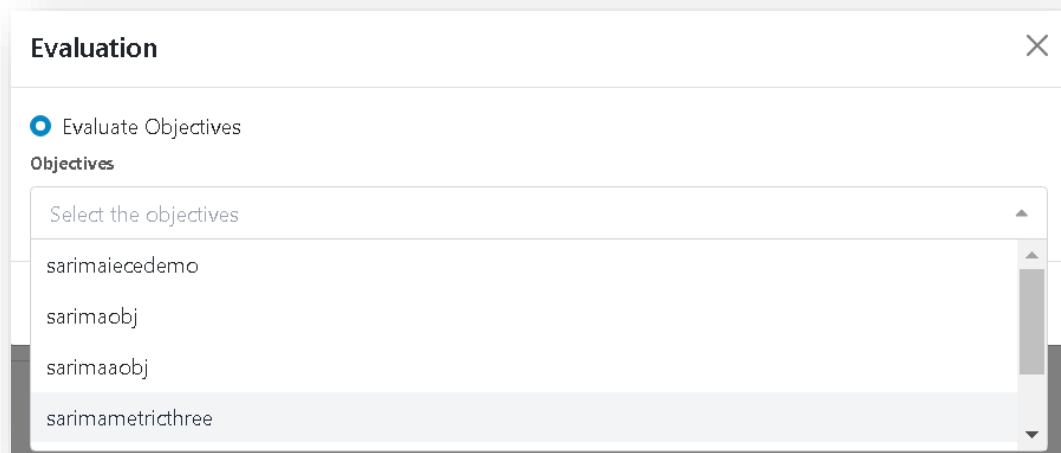 Evaluation
Evaluate Objectives
Objectives
Select the objectives
sarimaiecedemo
sarimaobj
sarimaaobj
sarimametricthree